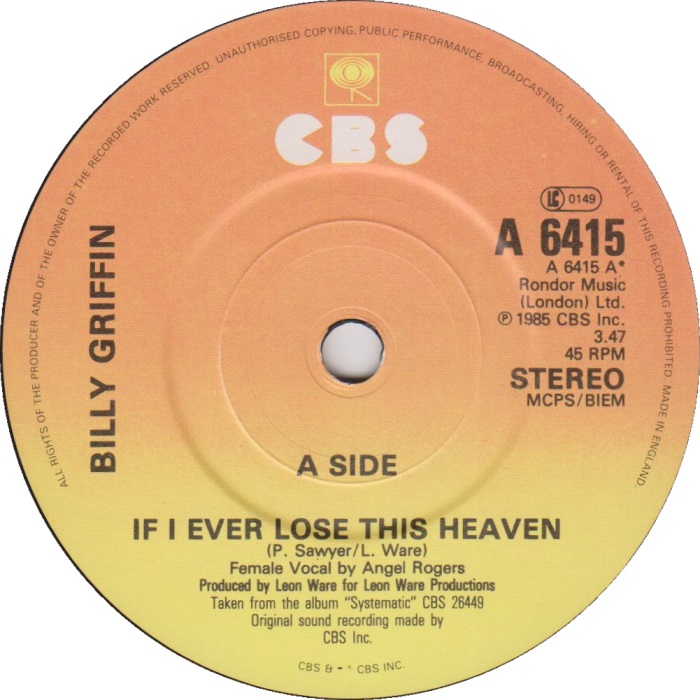 ALL RIGHTS OF THE PRODUCER AND OF THE OWNER OF THE RECORDED WORK RESERVED. UNAUTHORISED COPYING, PUBLIC PERFORMANCE, BROADCASTING, HIRING OR RENTAL OF THIS RECORDING PROHIBITED. MADE IN ENGLAND.
CBS
BILLY GRIFFIN
LC 0149
A 6415
A 6415 A*
Rondor Music
(London) Ltd.
℗ 1985 CBS Inc.
3.47
45 RPM
STEREO
MCPS/BIEM
A SIDE
IF I EVER LOSE THIS HEAVEN
(P. Sawyer/L. Ware)
Female Vocal by Angel Rogers
Produced by Leon Ware for Leon Ware Productions
Taken from the album "Systematic" CBS 26449
Original sound recording made by
CBS Inc.
CBS & - * CBS INC.